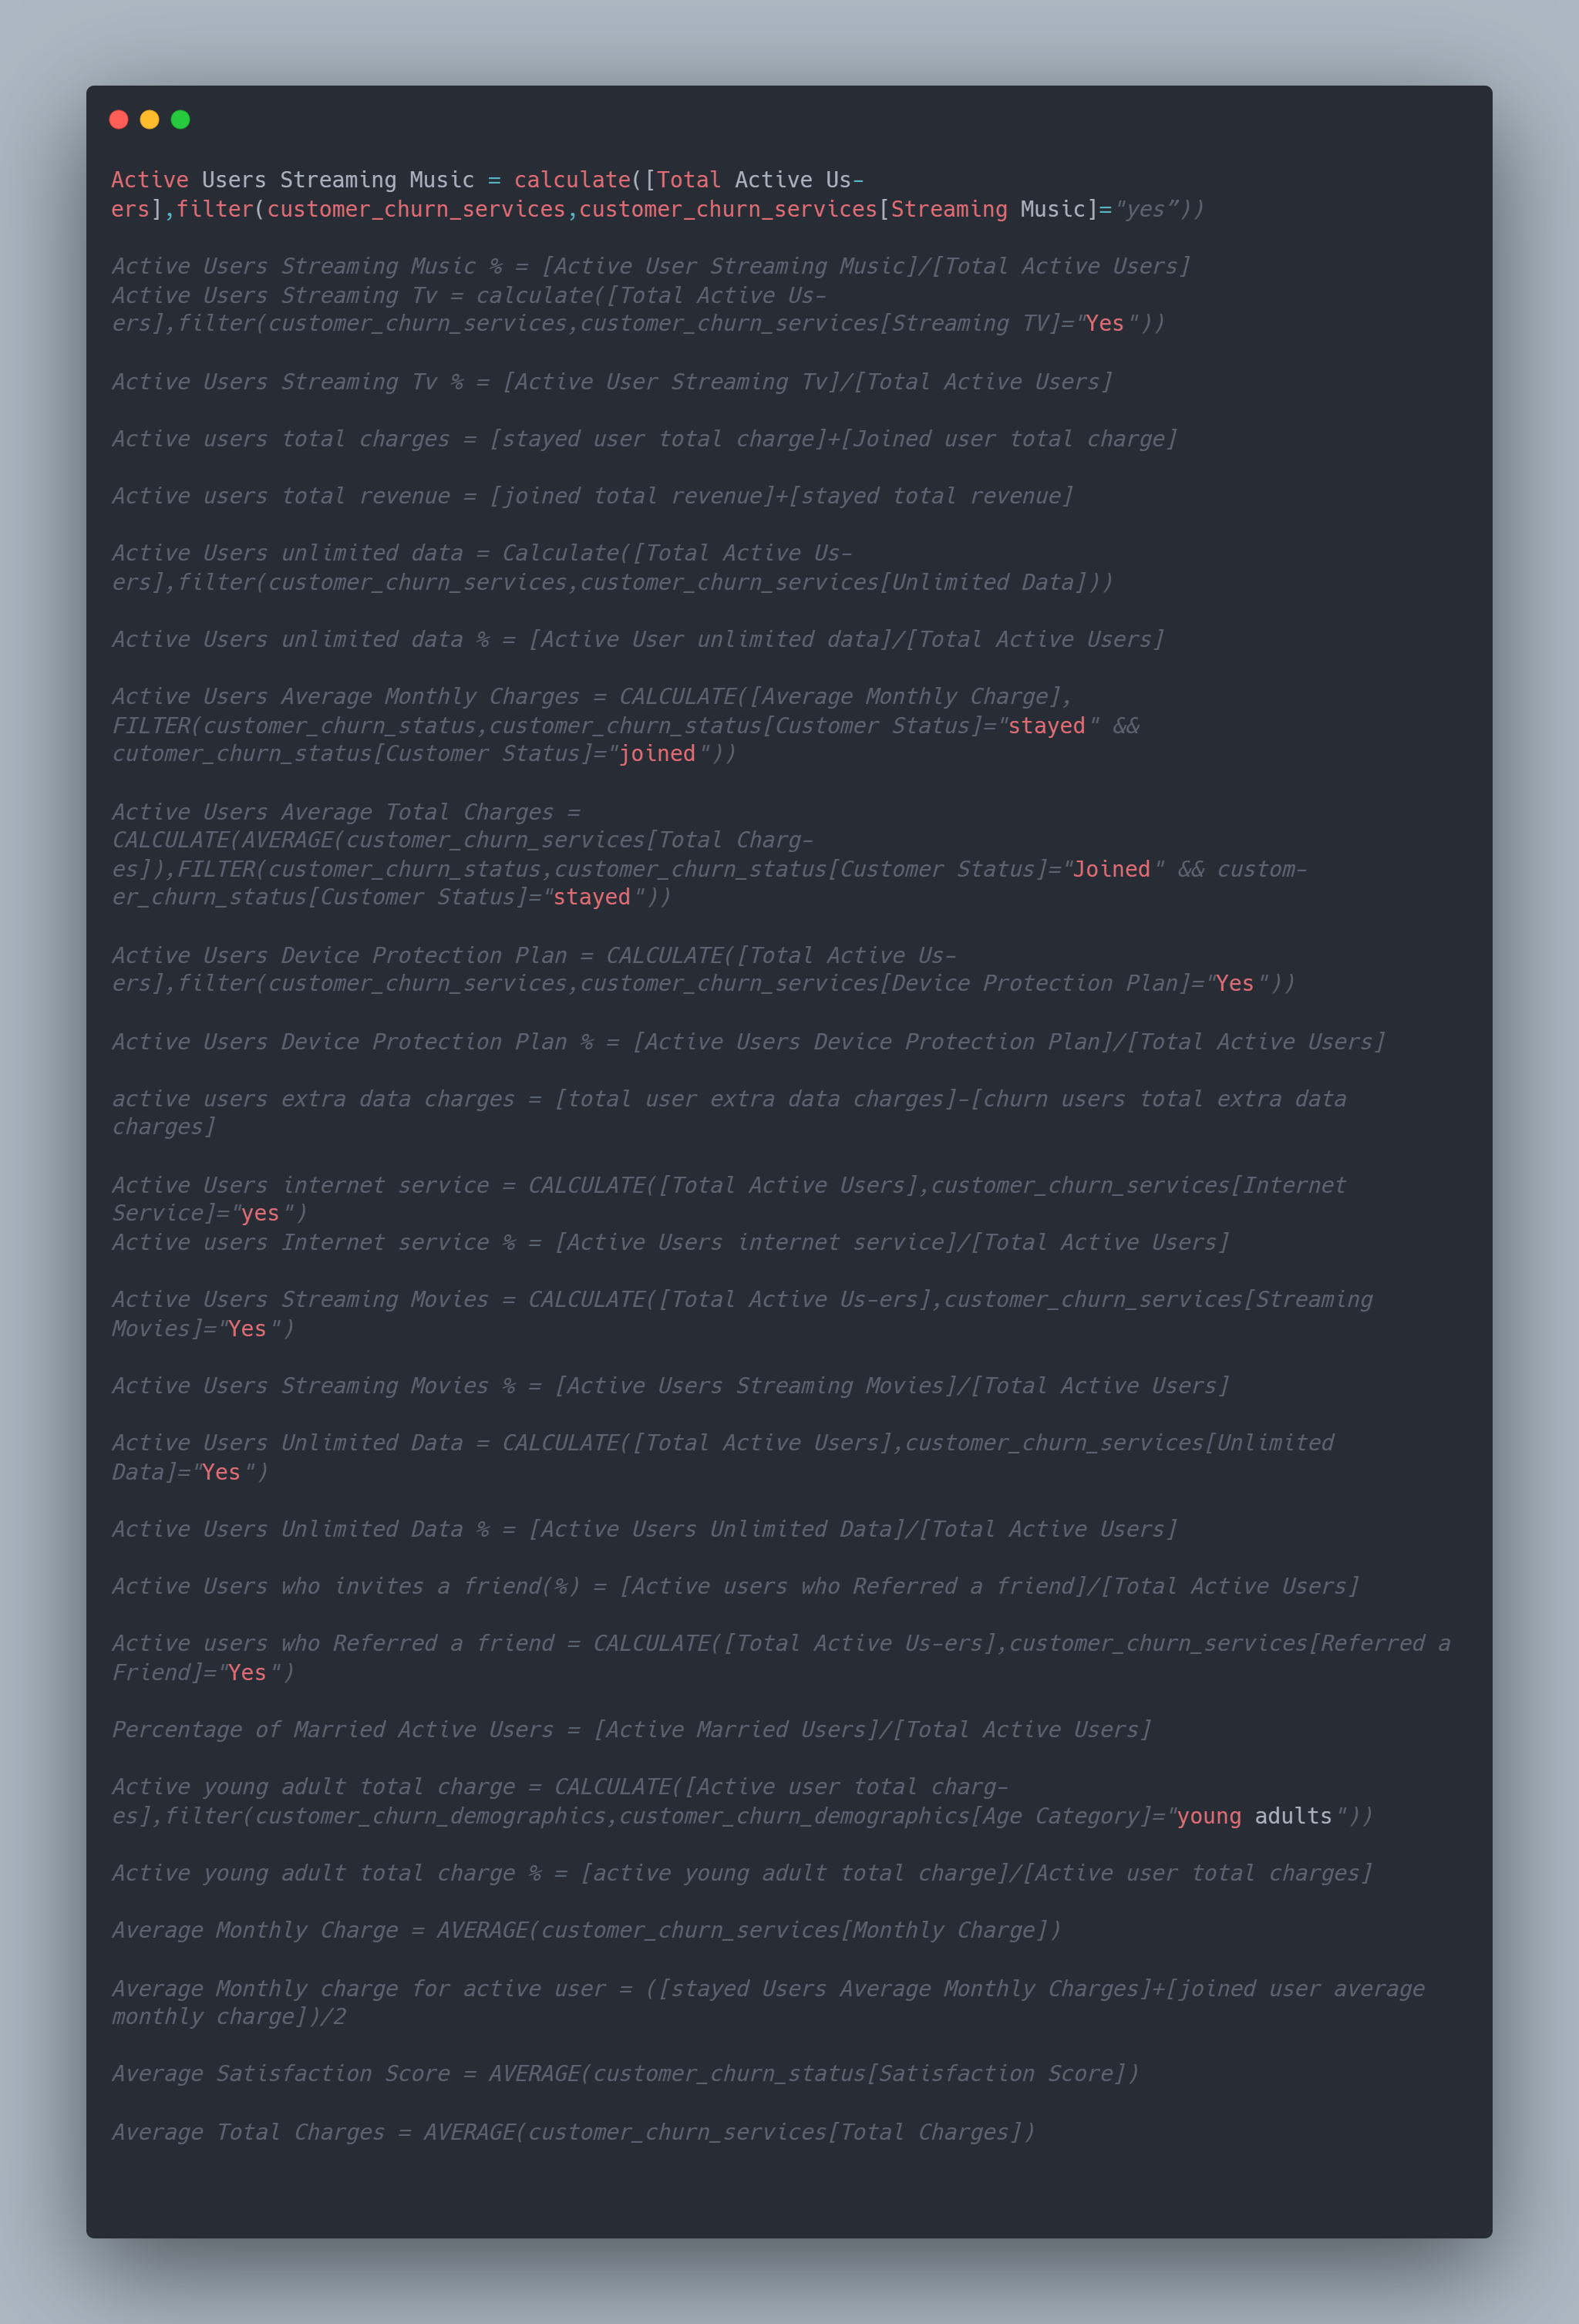 Active Users Streaming Music = calculate([Total Active Us-
ers],filter(customer_churn_services,customer_churn_services[Streaming Music]="yes”))
Active Users Streaming Music % = [Active User Streaming Music]/[Total Active Users]
Active Users Streaming Tv = calculate([Total Active Us-
ers],filter(customer_churn_services,customer_churn_services[Streaming TV]="Yes"))
Active Users Streaming Tv % = [Active User Streaming Tv]/[Total Active Users]
Active users total charges = [stayed user total charge]+[Joined user total charge]
Active users total revenue = [joined total revenue]+[stayed total revenue]
Active Users unlimited data = Calculate([Total Active Us-
ers],filter(customer_churn_services,customer_churn_services[Unlimited Data]))
Active Users unlimited data % = [Active User unlimited data]/[Total Active Users]
Active Users Average Monthly Charges = CALCULATE([Average Monthly Charge],
FILTER(customer_churn_status,customer_churn_status[Customer Status]="stayed" &&
cutomer_churn_status[Customer Status]="joined"))
Active Users Average Total Charges =
CALCULATE(AVERAGE(customer_churn_services[Total Charg-
es]),FILTER(customer_churn_status,customer_churn_status[Customer Status]="Joined" && custom-
er_churn_status[Customer Status]="stayed"))
Active Users Device Protection Plan = CALCULATE([Total Active Us-
ers],filter(customer_churn_services,customer_churn_services[Device Protection Plan]="Yes"))
Active Users Device Protection Plan % = [Active Users Device Protection Plan]/[Total Active Users]
active users extra data charges = [total user extra data charges]-[churn users total extra data
charges]
Active Users internet service = CALCULATE([Total Active Users],customer_churn_services[Internet
Service]="yes")
Active users Internet service % = [Active Users internet service]/[Total Active Users]
Active Users Streaming Movies = CALCULATE([Total Active Us-ers],customer_churn_services[Streaming
Movies]="Yes")
Active Users Streaming Movies % = [Active Users Streaming Movies]/[Total Active Users]
Active Users Unlimited Data = CALCULATE([Total Active Users],customer_churn_services[Unlimited
Data]="Yes")
Active Users Unlimited Data % = [Active Users Unlimited Data]/[Total Active Users]
Active Users who invites a friend(%) = [Active users who Referred a friend]/[Total Active Users]
Active users who Referred a friend = CALCULATE([Total Active Us-ers],customer_churn_services[Referred a
Friend]="Yes")
Percentage of Married Active Users = [Active Married Users]/[Total Active Users]
Active young adult total charge = CALCULATE([Active user total charg-
es],filter(customer_churn_demographics,customer_churn_demographics[Age Category]="young adults"))
Active young adult total charge % = [active young adult total charge]/[Active user total charges]
Average Monthly Charge = AVERAGE(customer_churn_services[Monthly Charge])
Average Monthly charge for active user = ([stayed Users Average Monthly Charges]+[joined user average
monthly charge])/2
Average Satisfaction Score = AVERAGE(customer_churn_status[Satisfaction Score])
Average Total Charges = AVERAGE(customer_churn_services[Total Charges])